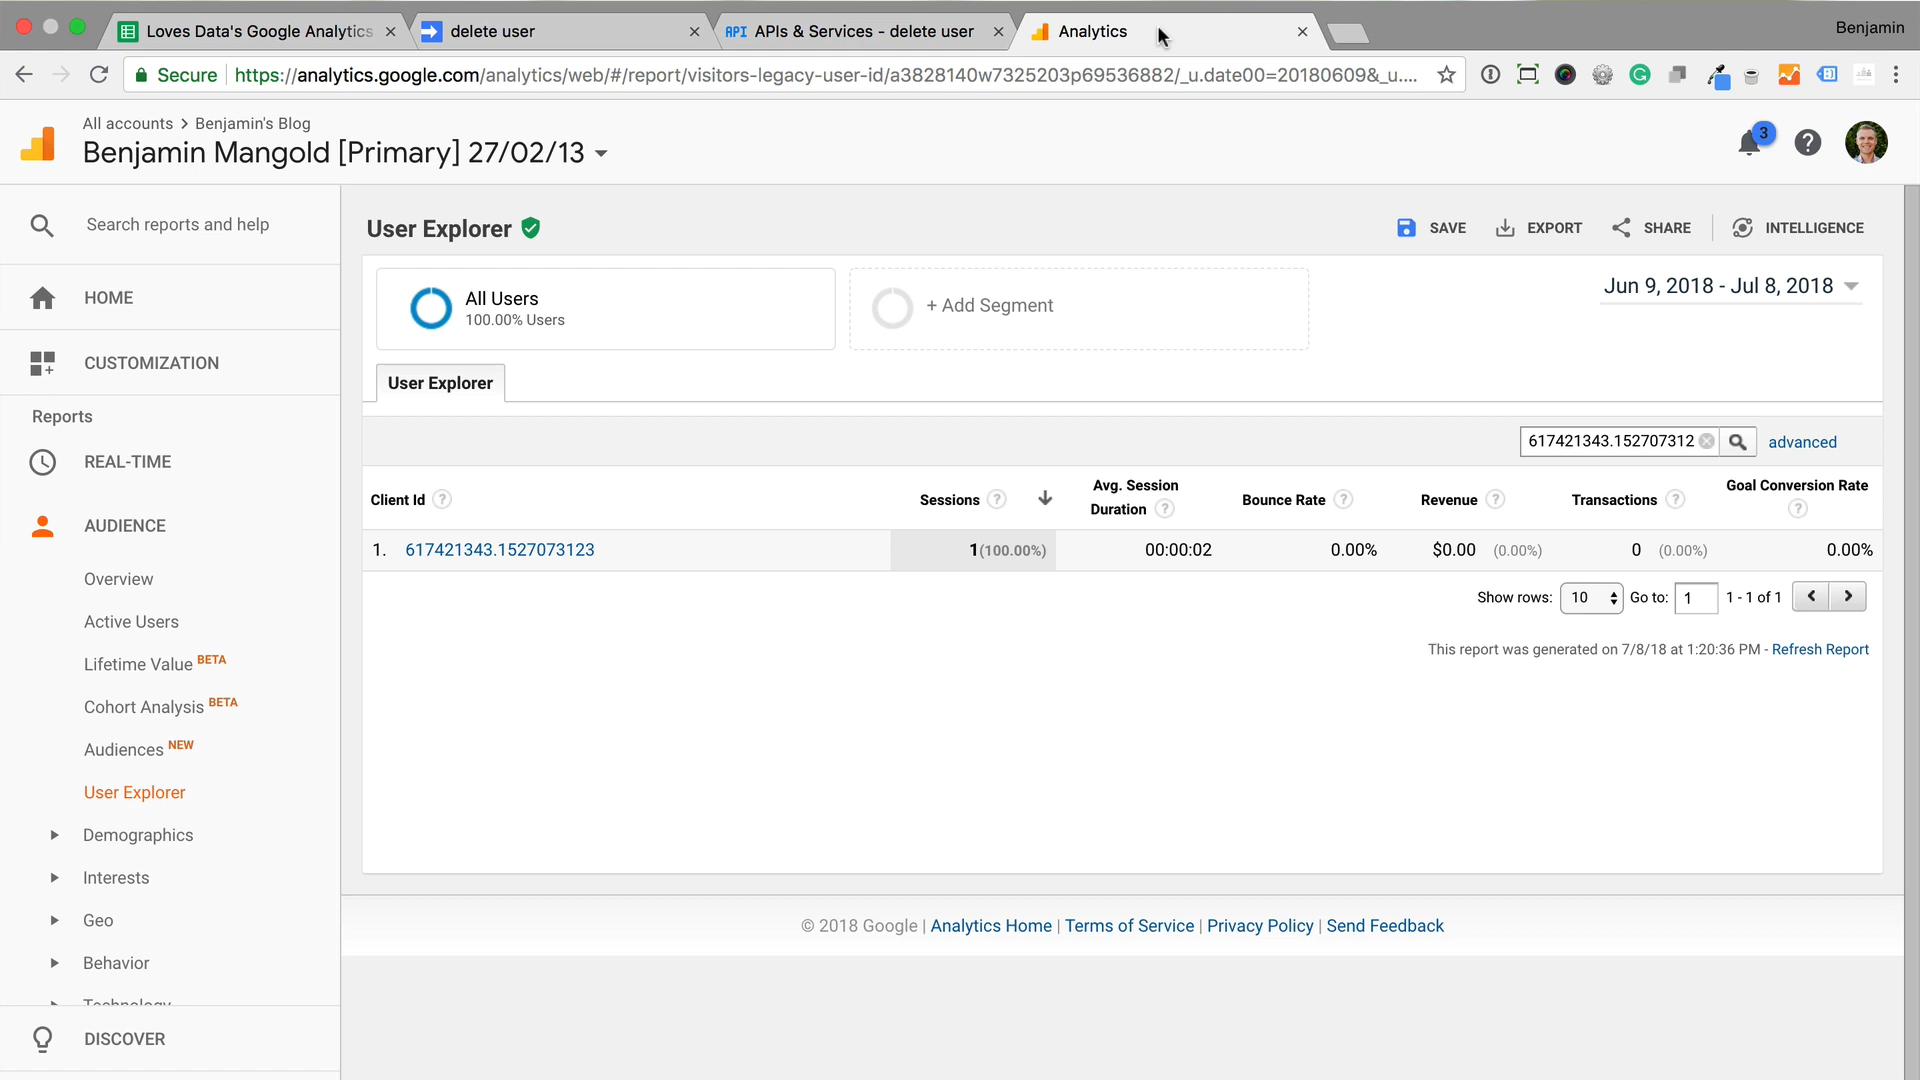 Loves Data's Google Analytics
delete user
API APIs & Services - delete user
Analytics
Benjamin
Secure https://analytics.google.com/analytics/web/#/report/visitors-legacy-user-id/a3828140w7325203p69536882/_u.date00=20180609&_u....
All accounts > Benjamin's Blog
Benjamin Mangold [Primary] 27/02/13
3
Search reports and help
HOME
CUSTOMIZATION
Reports
REAL-TIME
AUDIENCE
Overview
Active Users
Lifetime Value BETA
Cohort Analysis BETA
Audiences NEW
User Explorer
Demographics
Interests
Geo
Behavior
Technology
DISCOVER
User Explorer
SAVE
EXPORT
SHARE
INTELLIGENCE
All Users
100.00% Users
+ Add Segment
Jun 9, 2018 - Jul 8, 2018
User Explorer
617421343.152707312
advanced
Client Id ?
Sessions ?
Avg. Session
Duration ?
Bounce Rate ?
Revenue ?
Transactions ?
Goal Conversion Rate
?
1. 617421343.1527073123 1(100.00%) 00:00:02 0.00% $0.00 (0.00%) 0 (0.00%) 0.00%
Show rows: 10 Go to: 1 1 - 1 of 1
This report was generated on 7/8/18 at 1:20:36 PM - Refresh Report
© 2018 Google | Analytics Home | Terms of Service | Privacy Policy | Send Feedback